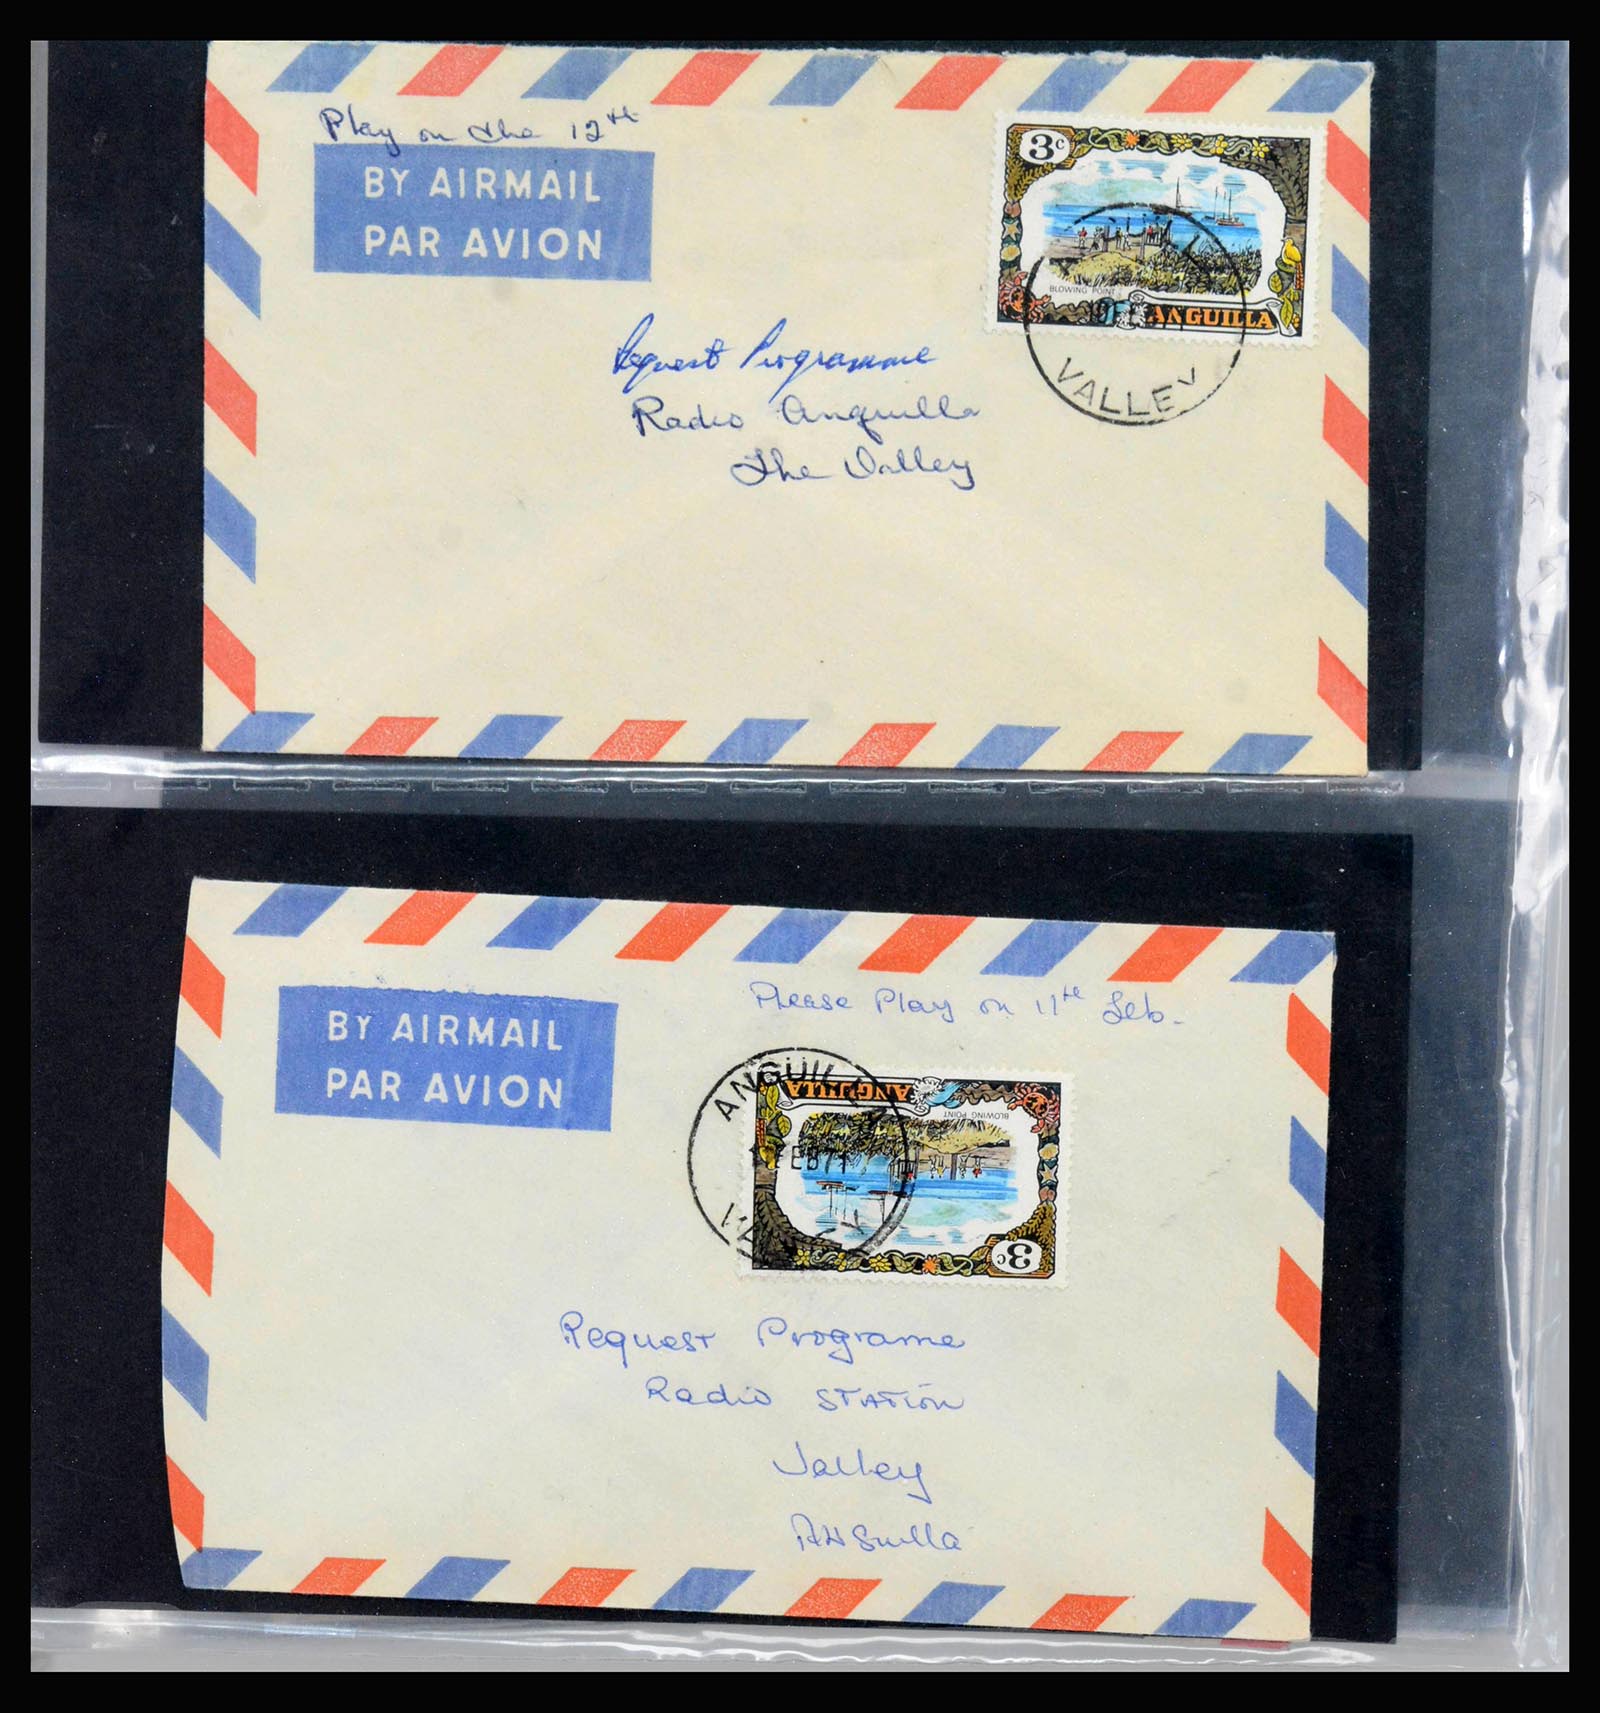 Play on the 12th
BY AIRMAIL
PAR AVION
3c
BLOWING POINT
ANGUILLA
VALLEY
Request Programme
Radio Anguilla
The Valley
Please Play on 11th Feb.
BY AIRMAIL
PAR AVION
ANGUILLA
FEB71
VALLEY
ANGUILLA
BLOWING POINT
3c
Request Programe
Radio STATION
Valley
ANGuilla